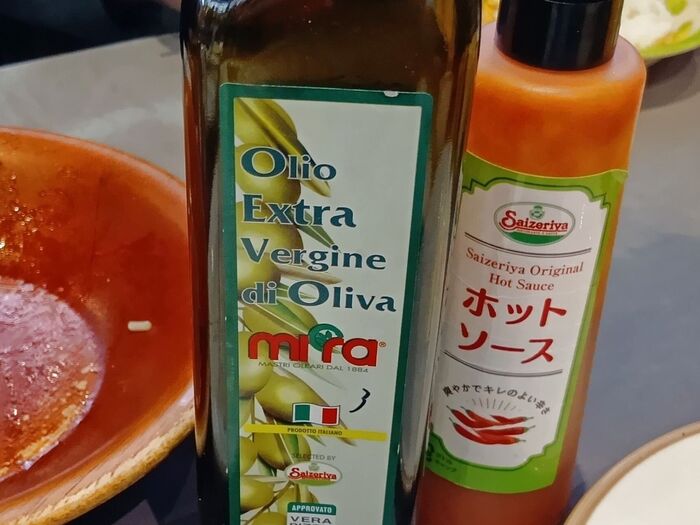 Olio
Extra
Vergine
di Oliva
mira®
MASTRI OLEARI DAL 1884
3
PRODOTTO ITALIANO
SELECTED BY
Saizeriya
APPROVATO
VERA
Saizeriya
Saizeriya Original
Hot Sauce
ホット
ソース
爽やかでキレのよい辛さ